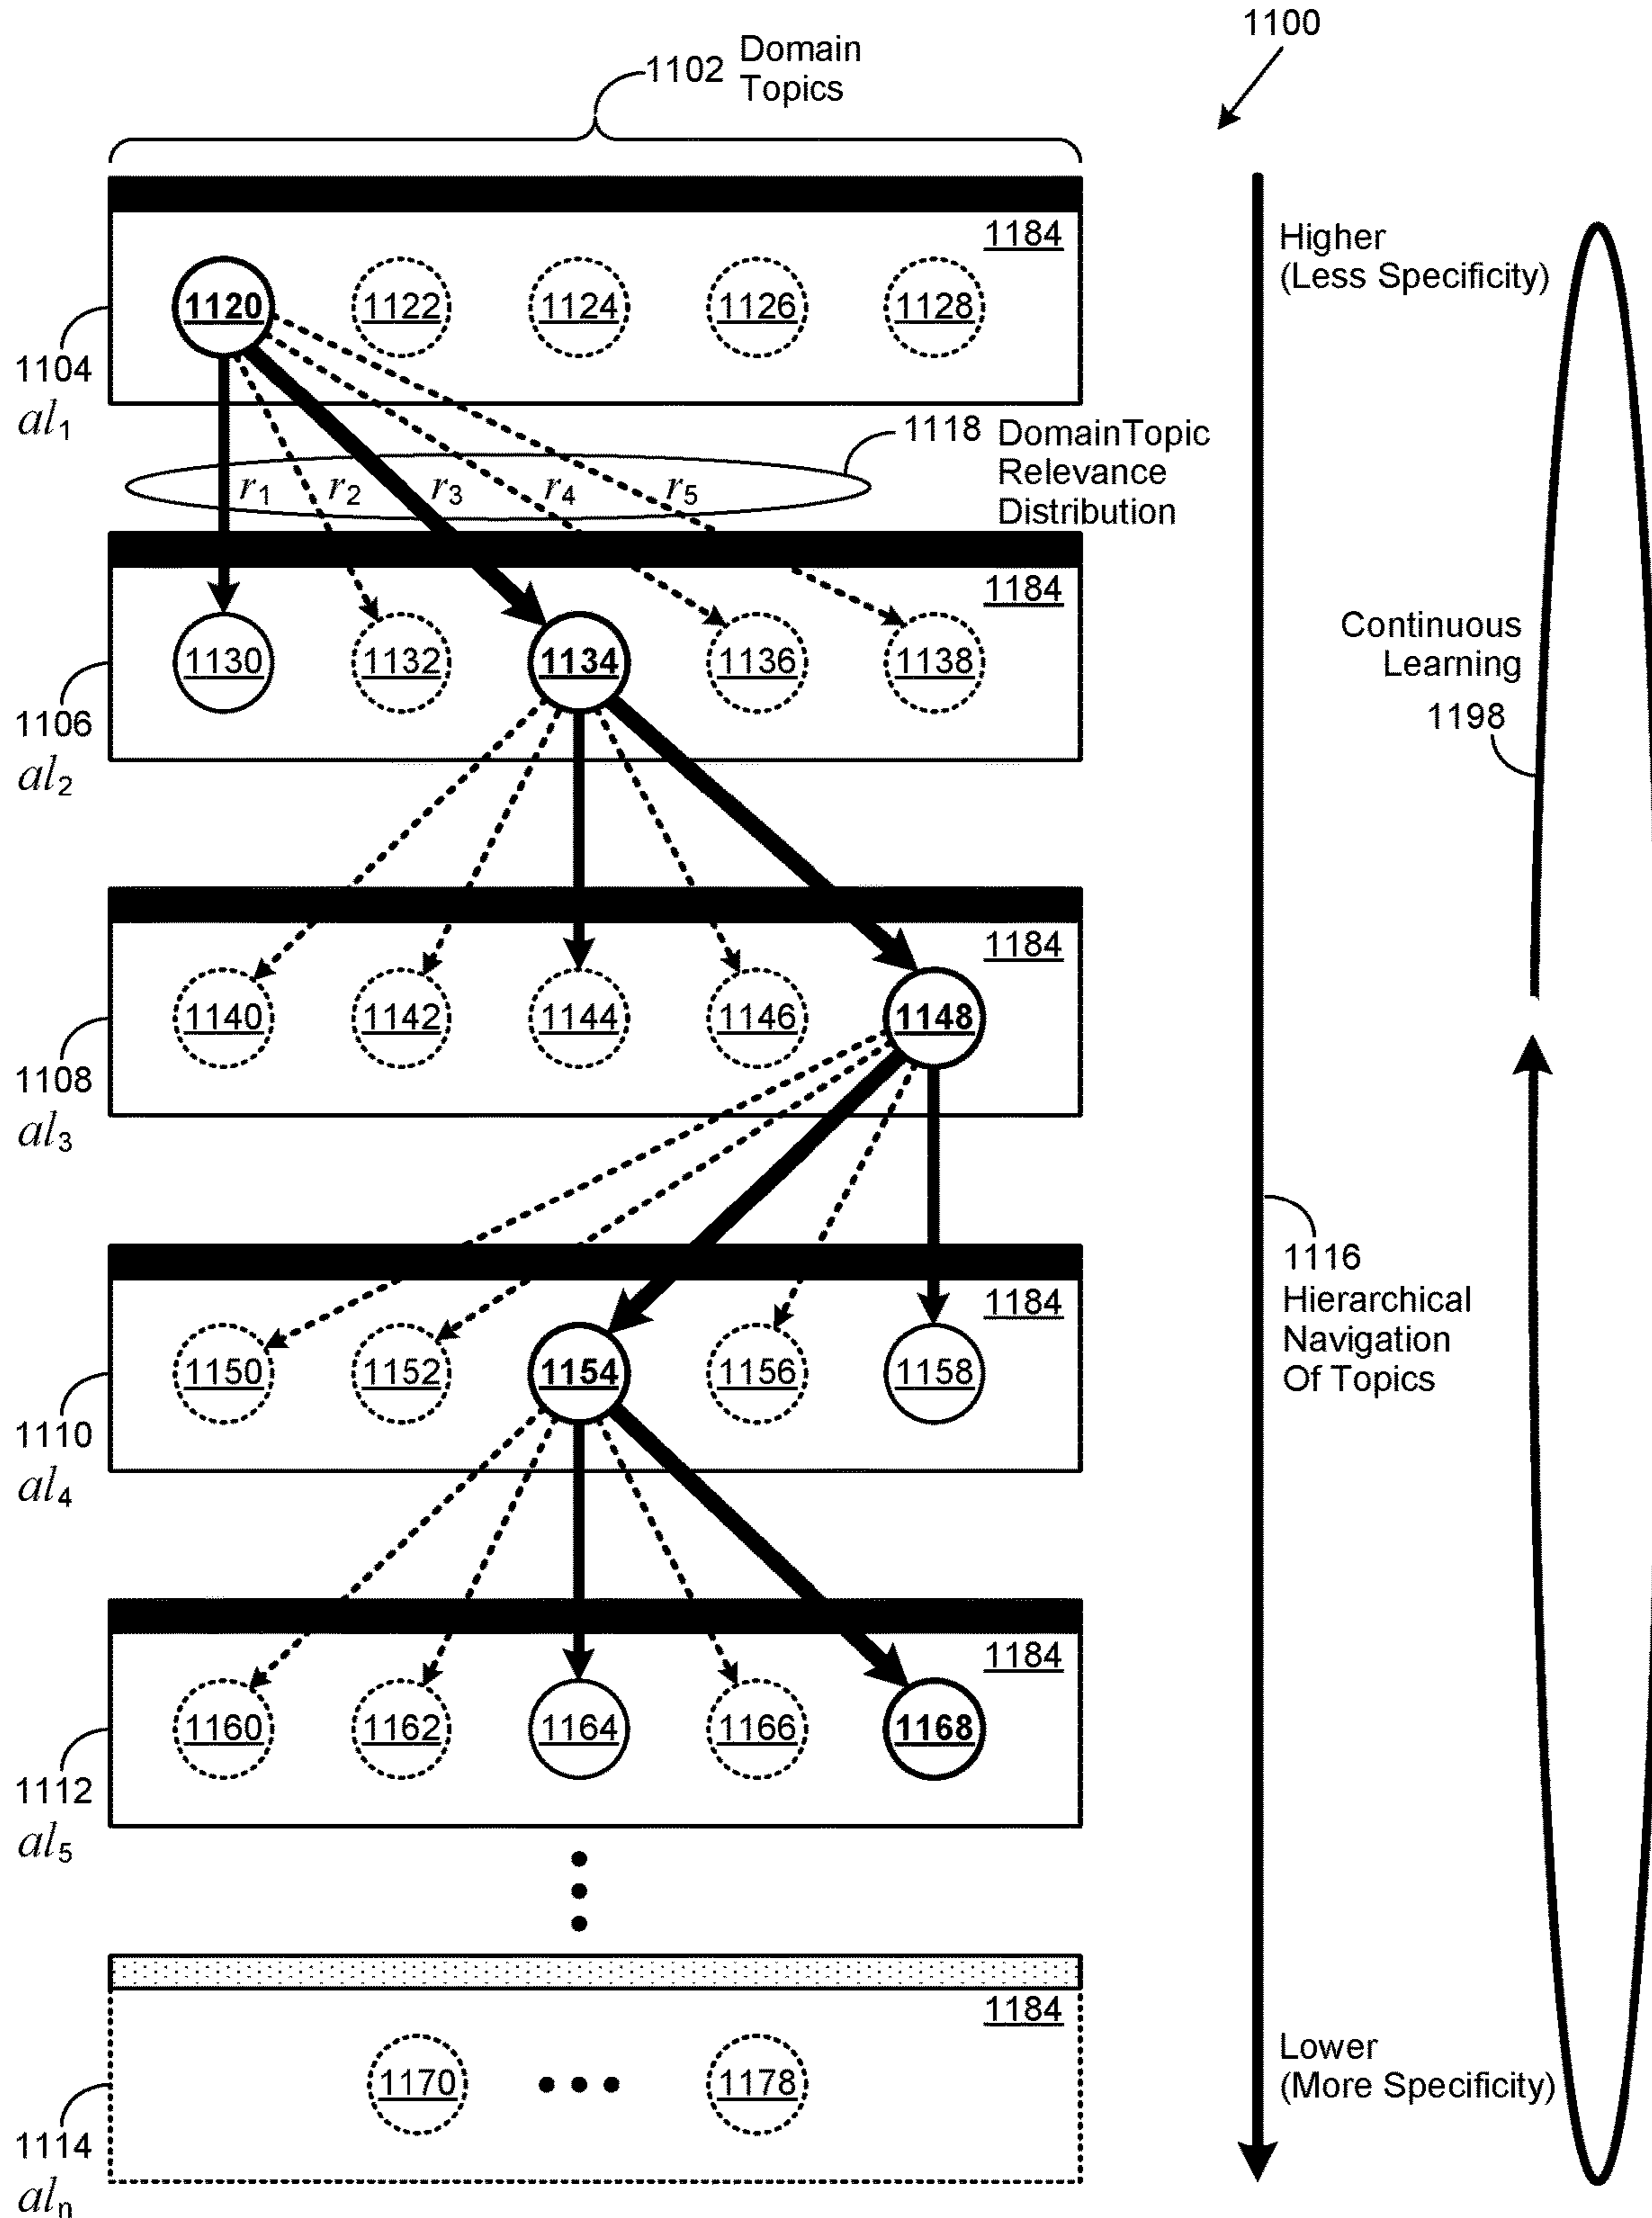 1100
1102 Domain
Topics
1184
1120 1122 1124 1126 1128
Higher
(Less Specificity)
1104
al1
1118 DomainTopic
Relevance
Distribution
r1 r2 r3 r4 r5
1184
1130 1132 1134 1136 1138
1106
al2
Continuous
Learning
1198
1184
1140 1142 1144 1146 1148
1108
al3
1116
Hierarchical
Navigation
Of Topics
1184
1150 1152 1154 1156 1158
1110
al4
1184
1160 1162 1164 1166 1168
1112
al5
1184
1170 1178
Lower
(More Specificity)
1114
aln